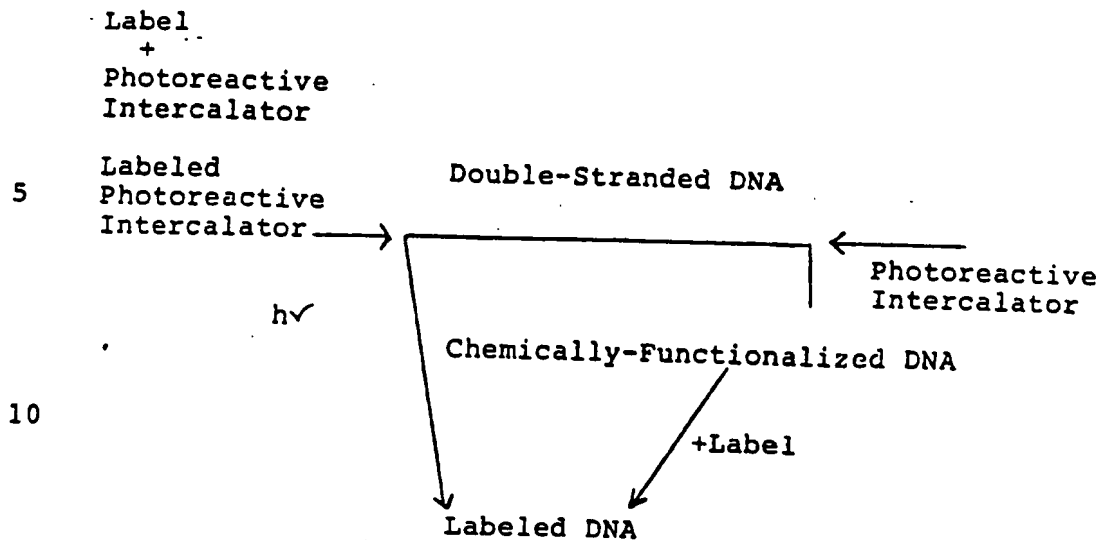 Label
+
Photoreactive
Intercalator
Labeled
5 Photoreactive
Intercalator
Double-Stranded DNA
Photoreactive
Intercalator
h✓
Chemically-Functionalized DNA
10
+Label
Labeled DNA